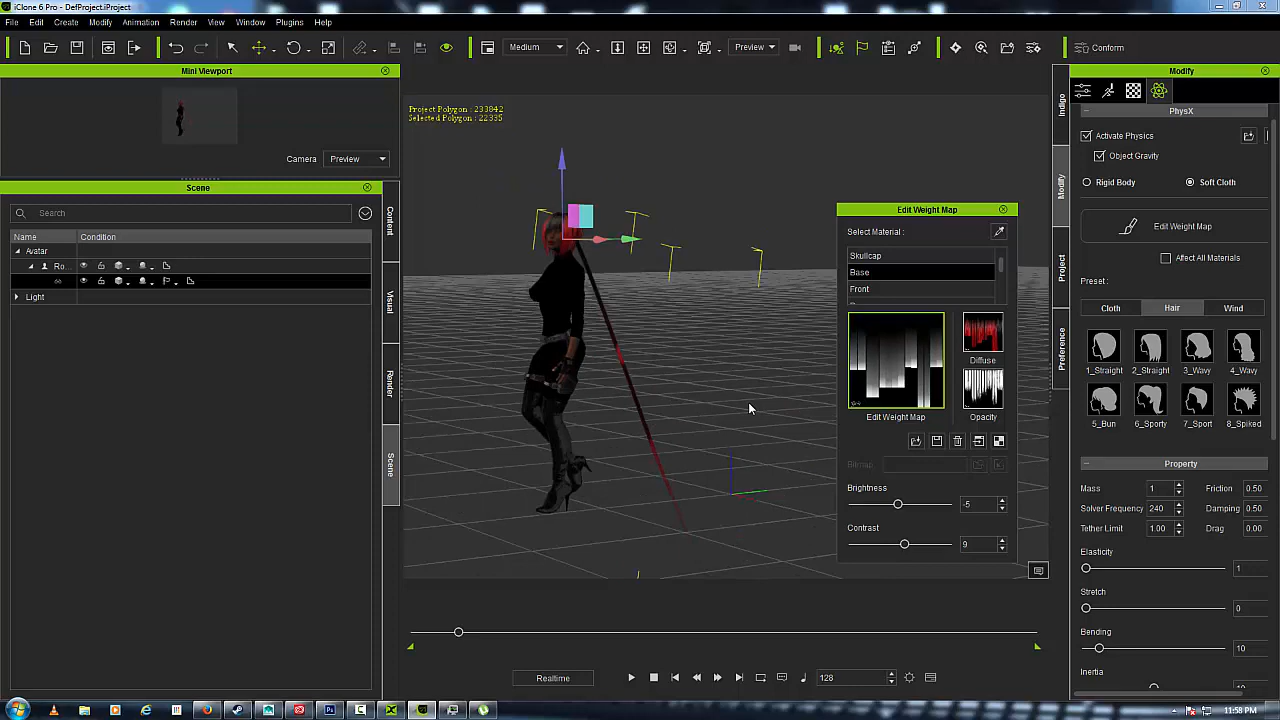 iClone 6 Pro - DefProject.iProject
File Edit Create Modify Animation Render View Window Plugins Help
Medium Preview Conform
Mini Viewport
Camera Preview
Scene
Search
Name Condition
Avatar
Ro...
Light
Content
Visual
Render
Scene
Project Polygon : 233842
Selected Polygon : 22335
Edit Weight Map
Select Material :
Skullcap
Base
Front
Diffuse
Edit Weight Map Opacity
Bitmap:
Brightness
-5
Contrast
9
Indigo
Modify
Project
Preference
Modify
PhysX
Activate Physics
Object Gravity
Rigid Body Soft Cloth
Edit Weight Map
Affect All Materials
Preset :
Cloth Hair Wind
1_Straight 2_Straight 3_Wavy 4_Wavy
5_Bun 6_Sporty 7_Sport 8_Spiked
Property
Mass 1 Friction 0.50
Solver Frequency 240 Damping 0.50
Tether Limit 1.00 Drag 0.00
Elasticity
1
Stretch
0
Bending
10
Inertia
Realtime 128
11:58 PM